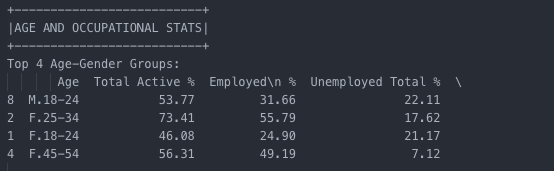 +--------------------------+
|AGE AND OCCUPATIONAL STATS|
+--------------------------+
Top 4 Age-Gender Groups:
       Age  Total Active %  Employed\n %  Unemployed Total %  \
8  M.18-24           53.77         31.66               22.11
2  F.25-34           73.41         55.79               17.62
1  F.18-24           46.08         24.90               21.17
4  F.45-54           56.31         49.19                7.12